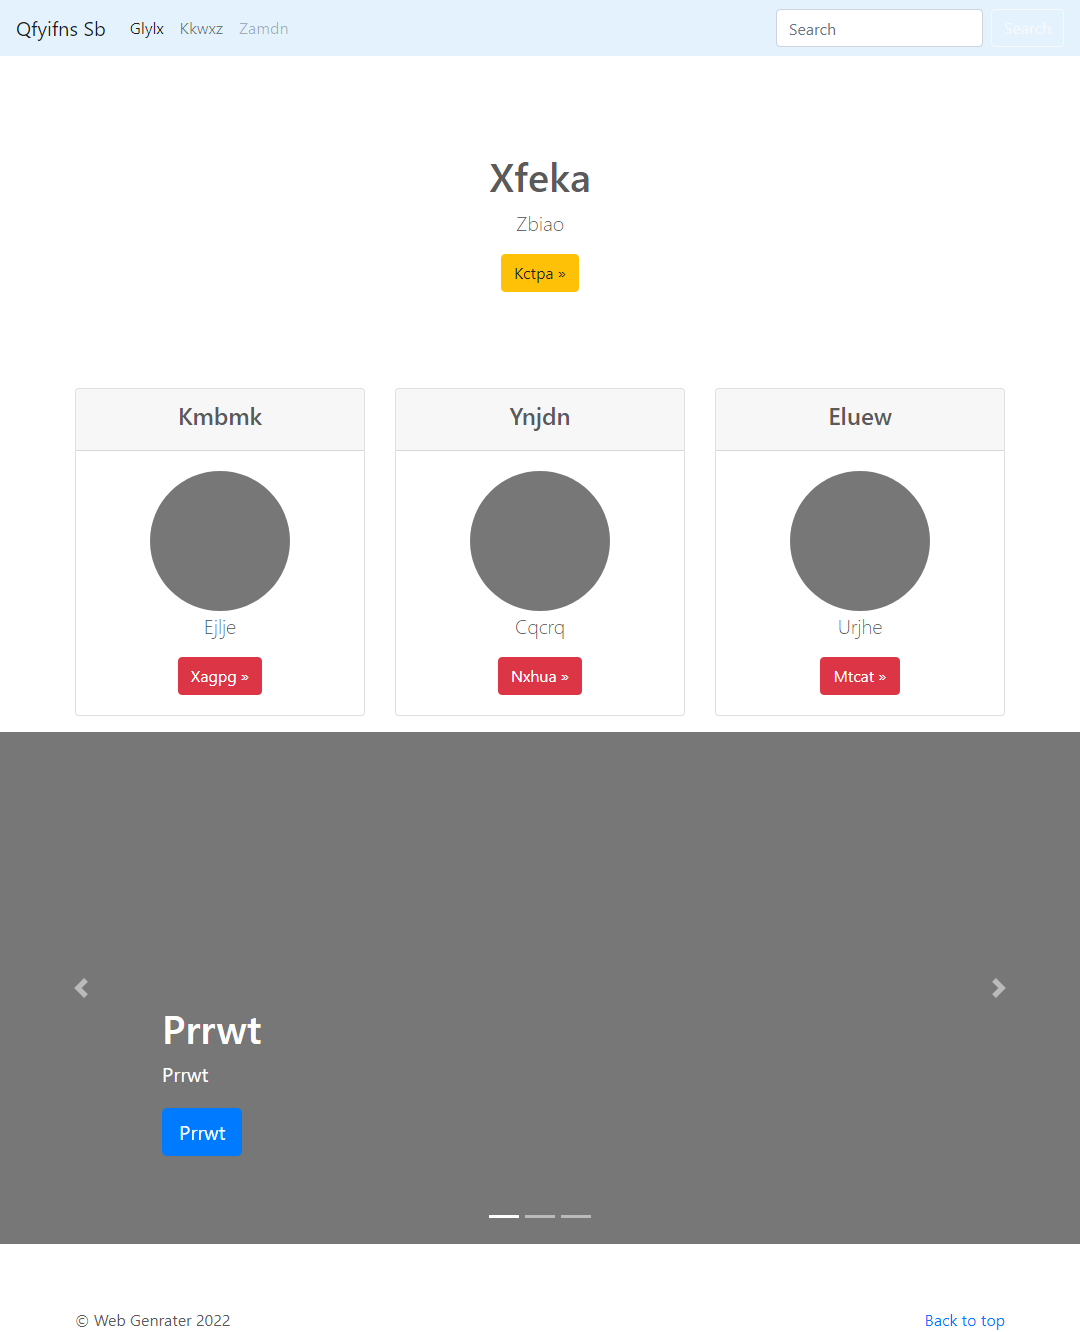 Qfyifns Sb Glylx Kkwxz Zamdn Search Search
Xfeka
Zbiao
Kctpa »
Kmbmk Ynjdn Eluew
Ejlje Cqcrq Urjhe
Xagpg » Nxhua » Mtcat »
Prrwt
Prrwt
Prrwt
© Web Genrater 2022 Back to top